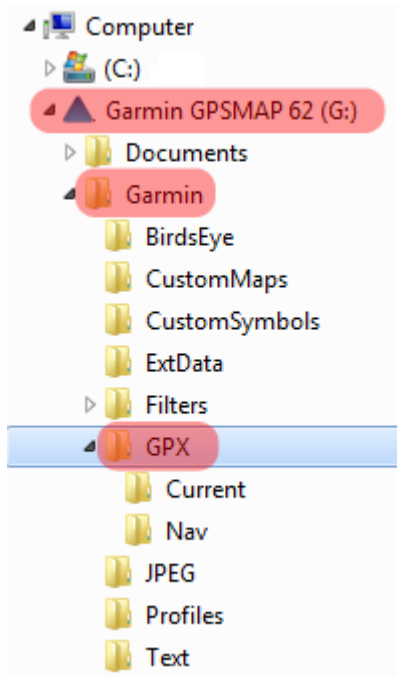 Computer
(C:)
Garmin GPSMAP 62 (G:)
Documents
Garmin
BirdsEye
CustomMaps
CustomSymbols
ExtData
Filters
GPX
Current
Nav
JPEG
Profiles
Text